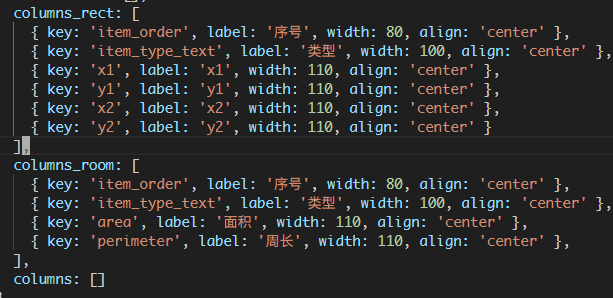 columns_rect: [
{ key: 'item_order', label: '序号', width: 80, align: 'center' },
{ key: 'item_type_text', label: '类型', width: 100, align: 'center' },
{ key: 'x1', label: 'x1', width: 110, align: 'center' },
{ key: 'y1', label: 'y1', width: 110, align: 'center' },
{ key: 'x2', label: 'x2', width: 110, align: 'center' },
{ key: 'y2', label: 'y2', width: 110, align: 'center' }
],
columns_room: [
{ key: 'item_order', label: '序号', width: 80, align: 'center' },
{ key: 'item_type_text', label: '类型', width: 100, align: 'center' },
{ key: 'area', label: '面积', width: 110, align: 'center' },
{ key: 'perimeter', label: '周长', width: 110, align: 'center' },
],
columns: []